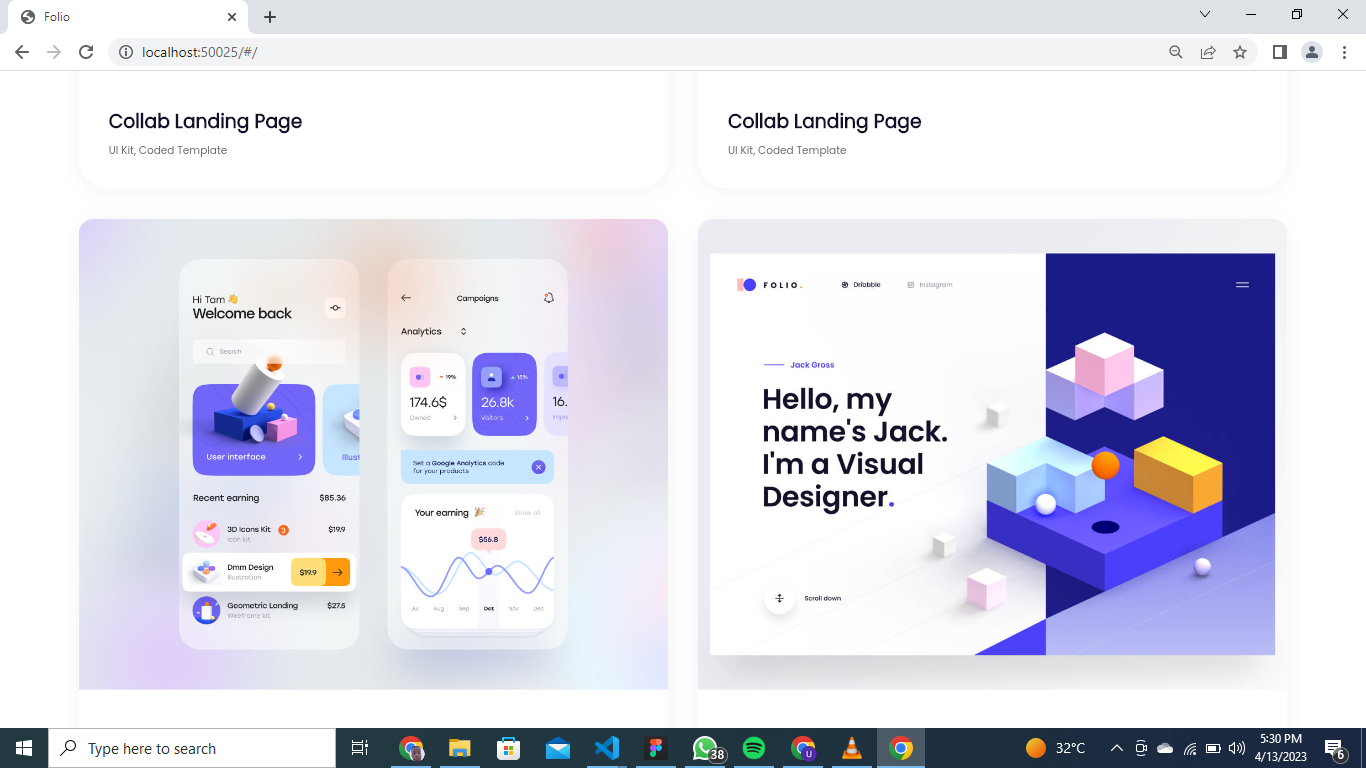 Folio
localhost:50025/#/
Collab Landing Page
UI Kit, Coded Template
Collab Landing Page
UI Kit, Coded Template
Hi Tam 👋
Welcome back
Search
User interface
Illust
Recent earning $85.36
3D Icons Kit 3 $19.9
Icon kit
Dmm Design
Illustration
$19.9
Geometric Landing $27.5
Wireframe kit
Campaigns
Analytics
19%
174.6$
Owned
15%
26.8k
Visitors
16.
Impre
Set a Google Analytics code
for your products
Your earning 🎉 Show all
$56.8
Jul Aug Sep Oct Nov Dec
FOLIO.
Dribbble
Instagram
Jack Gross
Hello, my
name's Jack.
I'm a Visual
Designer.
Scroll down
Type here to search
38
U
32°C
5:30 PM
4/13/2023
6